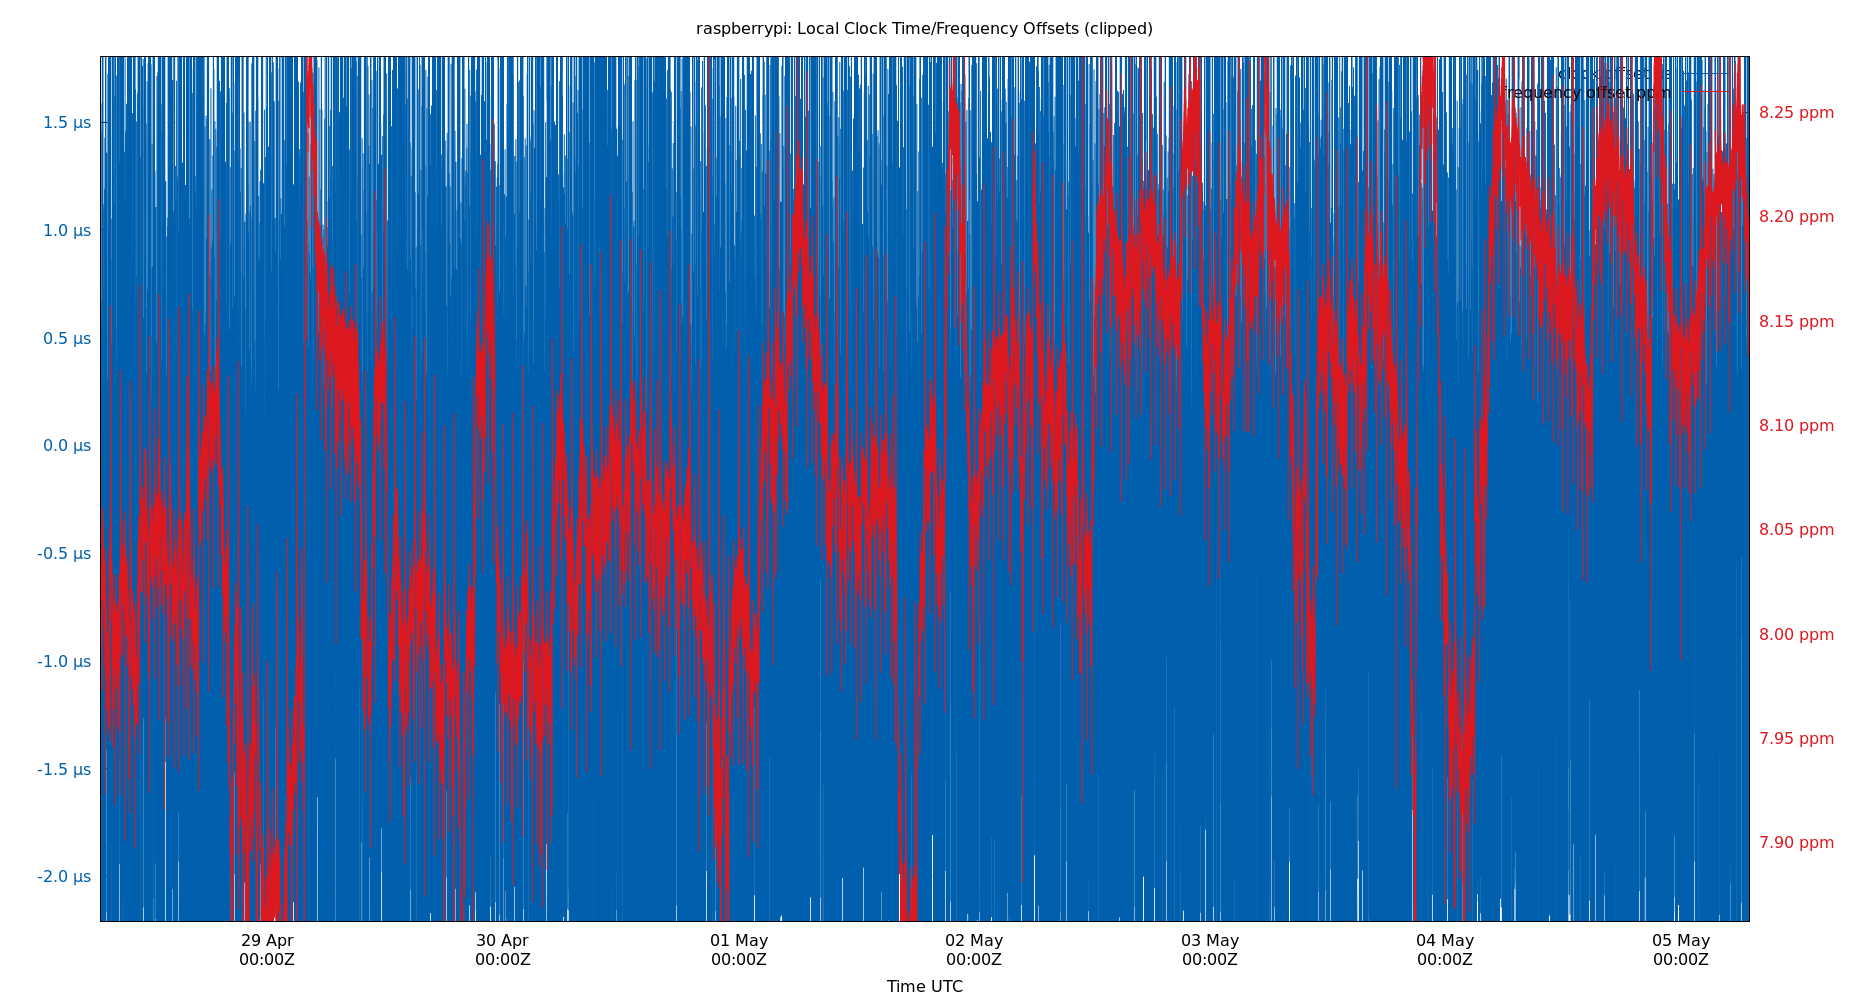 raspberrypi: Local Clock Time/Frequency Offsets (clipped)
clock offset µs
frequency offset ppm
1.5 µs
1.0 µs
0.5 µs
0.0 µs
-0.5 µs
-1.0 µs
-1.5 µs
-2.0 µs
8.25 ppm
8.20 ppm
8.15 ppm
8.10 ppm
8.05 ppm
8.00 ppm
7.95 ppm
7.90 ppm
29 Apr 30 Apr 01 May 02 May 03 May 04 May 05 May
00:00Z 00:00Z 00:00Z 00:00Z 00:00Z 00:00Z 00:00Z
Time UTC